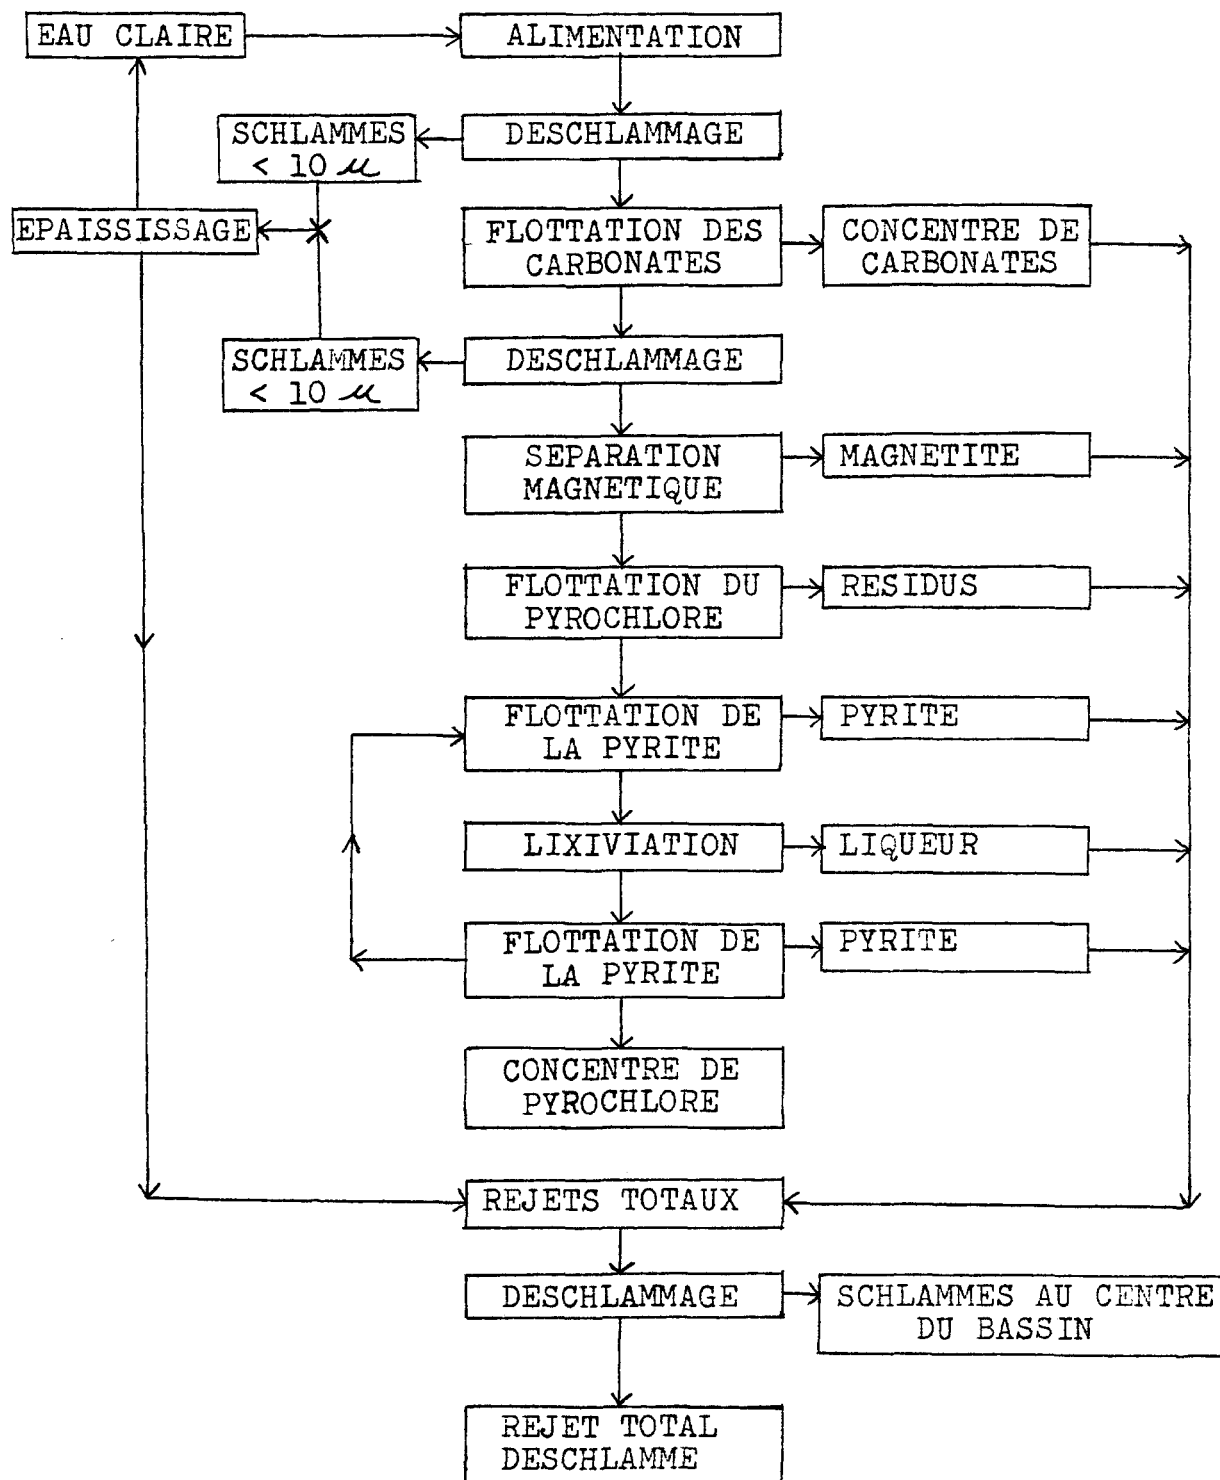 EAU CLAIRE
ALIMENTATION
SCHLAMMES
< 10 µ
DESCHLAMMAGE
EPAISSISSAGE
FLOTTATION DES
CARBONATES
CONCENTRE DE
CARBONATES
SCHLAMMES
< 10 µ
DESCHLAMMAGE
SEPARATION
MAGNETIQUE
MAGNETITE
FLOTTATION DU
PYROCHLORE
RESIDUS
FLOTTATION DE
LA PYRITE
PYRITE
LIXIVIATION
LIQUEUR
FLOTTATION DE
LA PYRITE
PYRITE
CONCENTRE DE
PYROCHLORE
REJETS TOTAUX
DESCHLAMMAGE
SCHLAMMES AU CENTRE
DU BASSIN
REJET TOTAL
DESCHLAMME